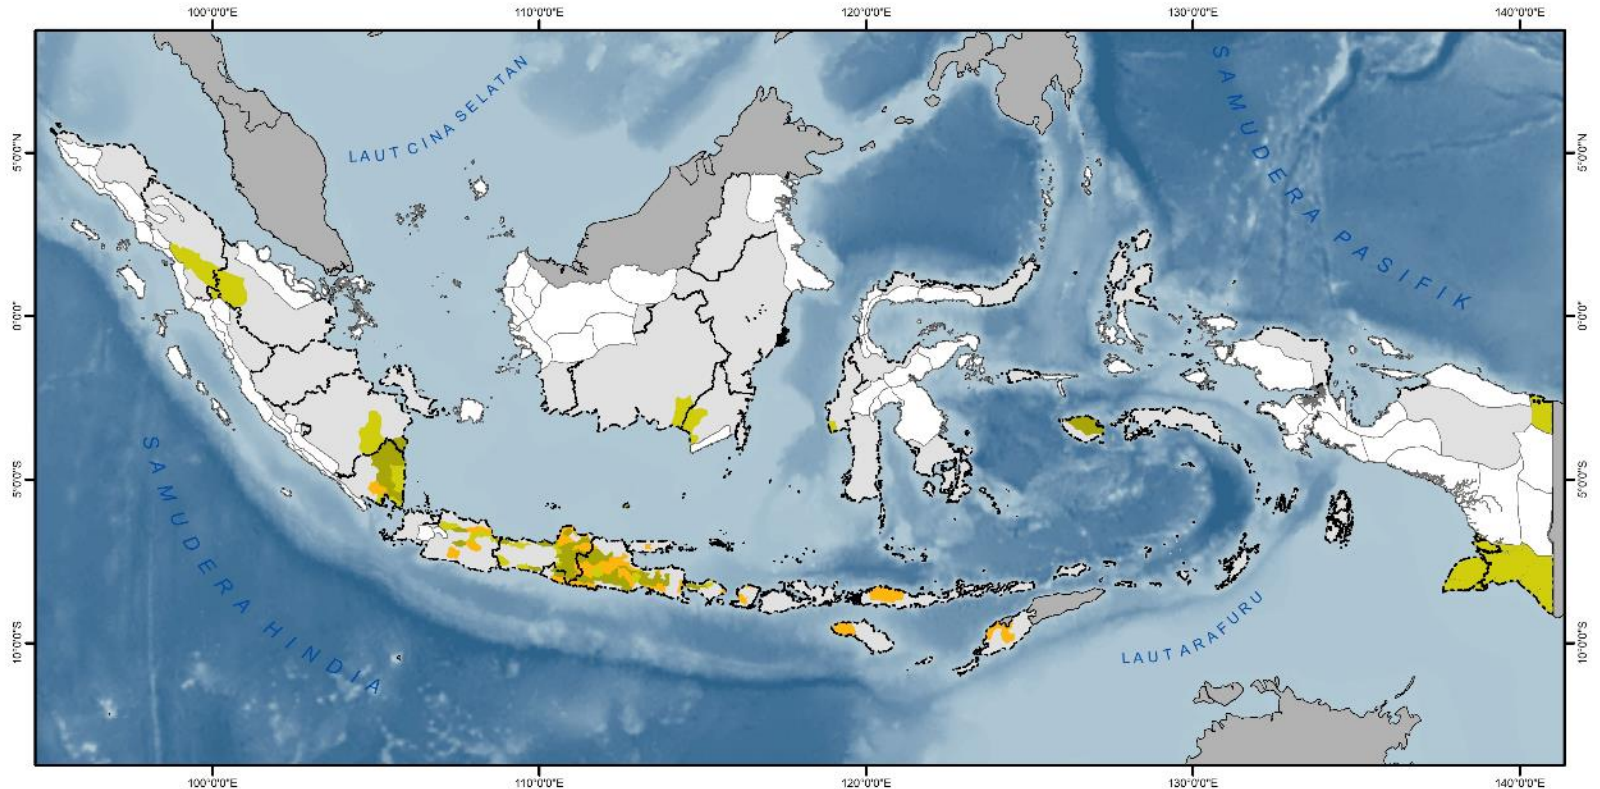 100°0'0"E 110°0'0"E 120°0'0"E 130°0'0"E 140°0'0"E
LAUT CINA SELATAN
SAMUDERA PASIFIK
5°0'0"N 5°0'0"N
0°0'0" 0°0'0"
5°0'0"S 5°0'0"S
SAMUDERA HINDIA
LAUT ARAFURU
10°0'0"S 10°0'0"S
100°0'0"E 110°0'0"E 120°0'0"E 130°0'0"E 140°0'0"E